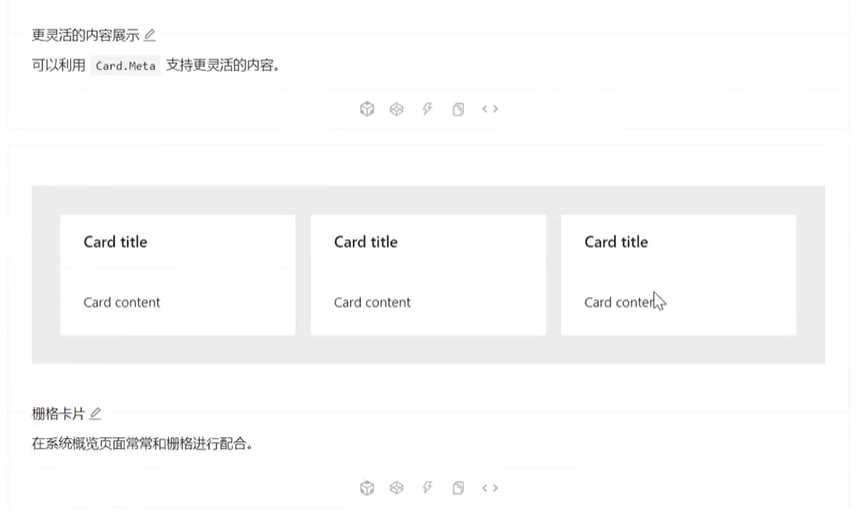 更灵活的内容展示
可以利用 Card.Meta 支持更灵活的内容。
Card title Card title Card title
Card content Card content Card conten
栅格卡片
在系统概览页面常常和栅格进行配合。